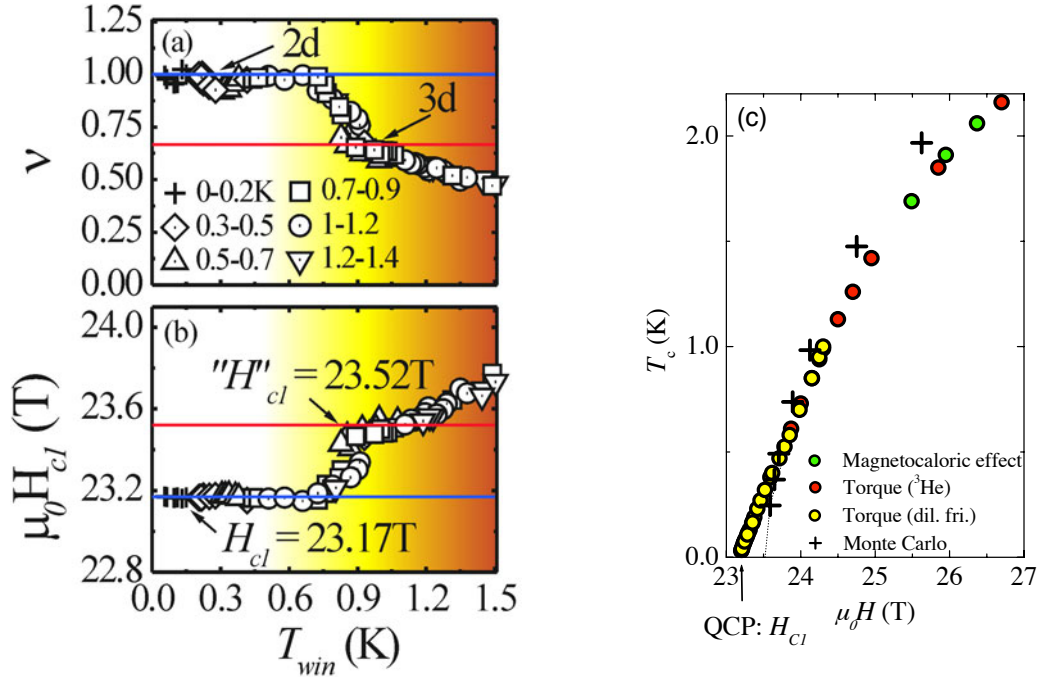 (a)
2d
3d
ν
1.00
0.75
0.50
0.25
0.00
0-0.2K
0.3-0.5
0.5-0.7
0.7-0.9
1-1.2
1.2-1.4
(b)
"H"c1 = 23.52T
Hc1 = 23.17T
μ0Hc1 (T)
24.0
23.6
23.2
22.8
0.0 0.3 0.6 0.9 1.2 1.5
Twin (K)
(c)
Tc (K)
2.0
1.0
0.0
Magnetocaloric effect
Torque (³He)
Torque (dil. fri.)
Monte Carlo
23 24 25 26 27
μ0H (T)
QCP: HC1